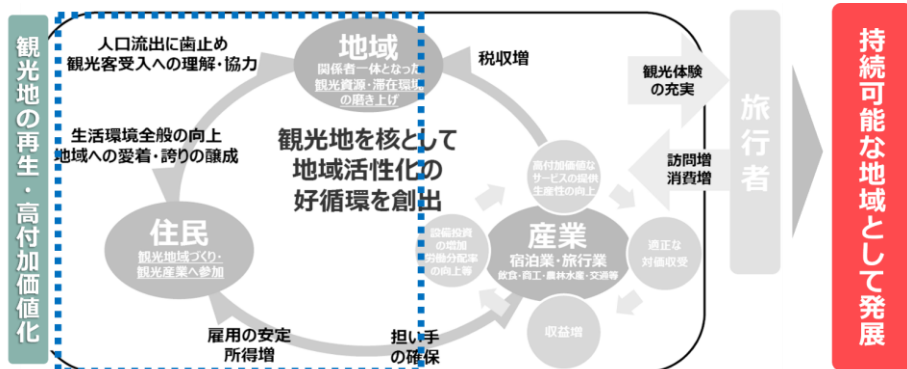 観光地の再生・高付加価値化
人口流出に歯止め
観光客受入への理解・協力
地域
関係者一体となった
観光資源・滞在環境
の磨き上げ
税収増
観光体験
の充実
旅行者
訪問増
消費増
生活環境全般の向上
地域への愛着・誇りの醸成
観光地を核として
地域活性化の
好循環を創出
高付加価値な
サービスの提供
生産性の向上
住民
観光地域づくり・
観光産業へ参加
設備投資
の増加
労働分配率
の向上等
産業
宿泊業・旅行業
飲食・商工・農林水産・交通等
適正な
対価収受
収益増
雇用の安定
所得増
担い手
の確保
持続可能な地域として発展